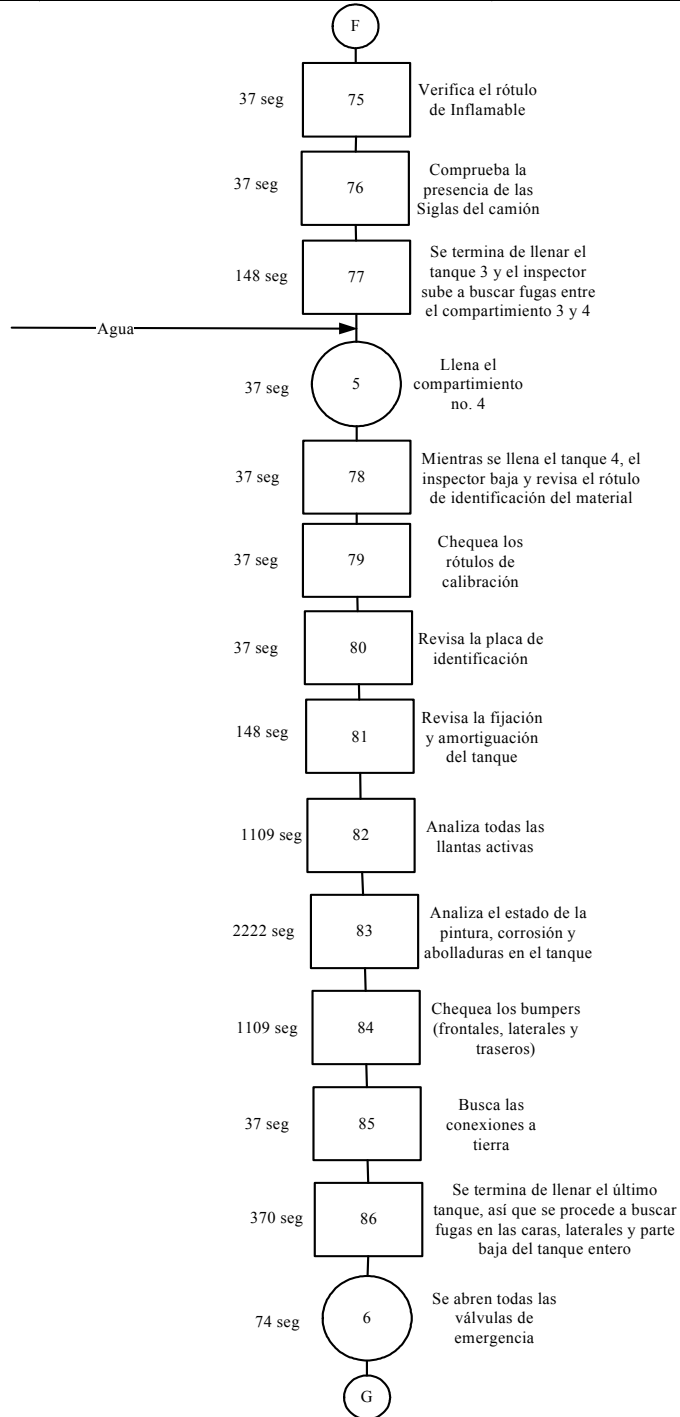 F
37 seg
75
Verifica el rótulo
de Inflamable
37 seg
76
Comprueba la
presencia de las
Siglas del camión
148 seg
77
Se termina de llenar el
tanque 3 y el inspector
sube a buscar fugas entre
el compartimiento 3 y 4
Agua
37 seg
5
Llena el
compartimiento
no. 4
37 seg
78
Mientras se llena el tanque 4, el
inspector baja y revisa el rótulo
de identificación del material
37 seg
79
Chequea los
rótulos de
calibración
37 seg
80
Revisa la placa de
identificación
148 seg
81
Revisa la fijación
y amortiguación
del tanque
1109 seg
82
Analiza todas las
llantas activas
2222 seg
83
Analiza el estado de la
pintura, corrosión y
abolladuras en el tanque
1109 seg
84
Chequea los bumpers
(frontales, laterales y
traseros)
37 seg
85
Busca las
conexiones a
tierra
370 seg
86
Se termina de llenar el último
tanque, así que se procede a buscar
fugas en las caras, laterales y parte
baja del tanque entero
74 seg
6
Se abren todas las
válvulas de
emergencia
G